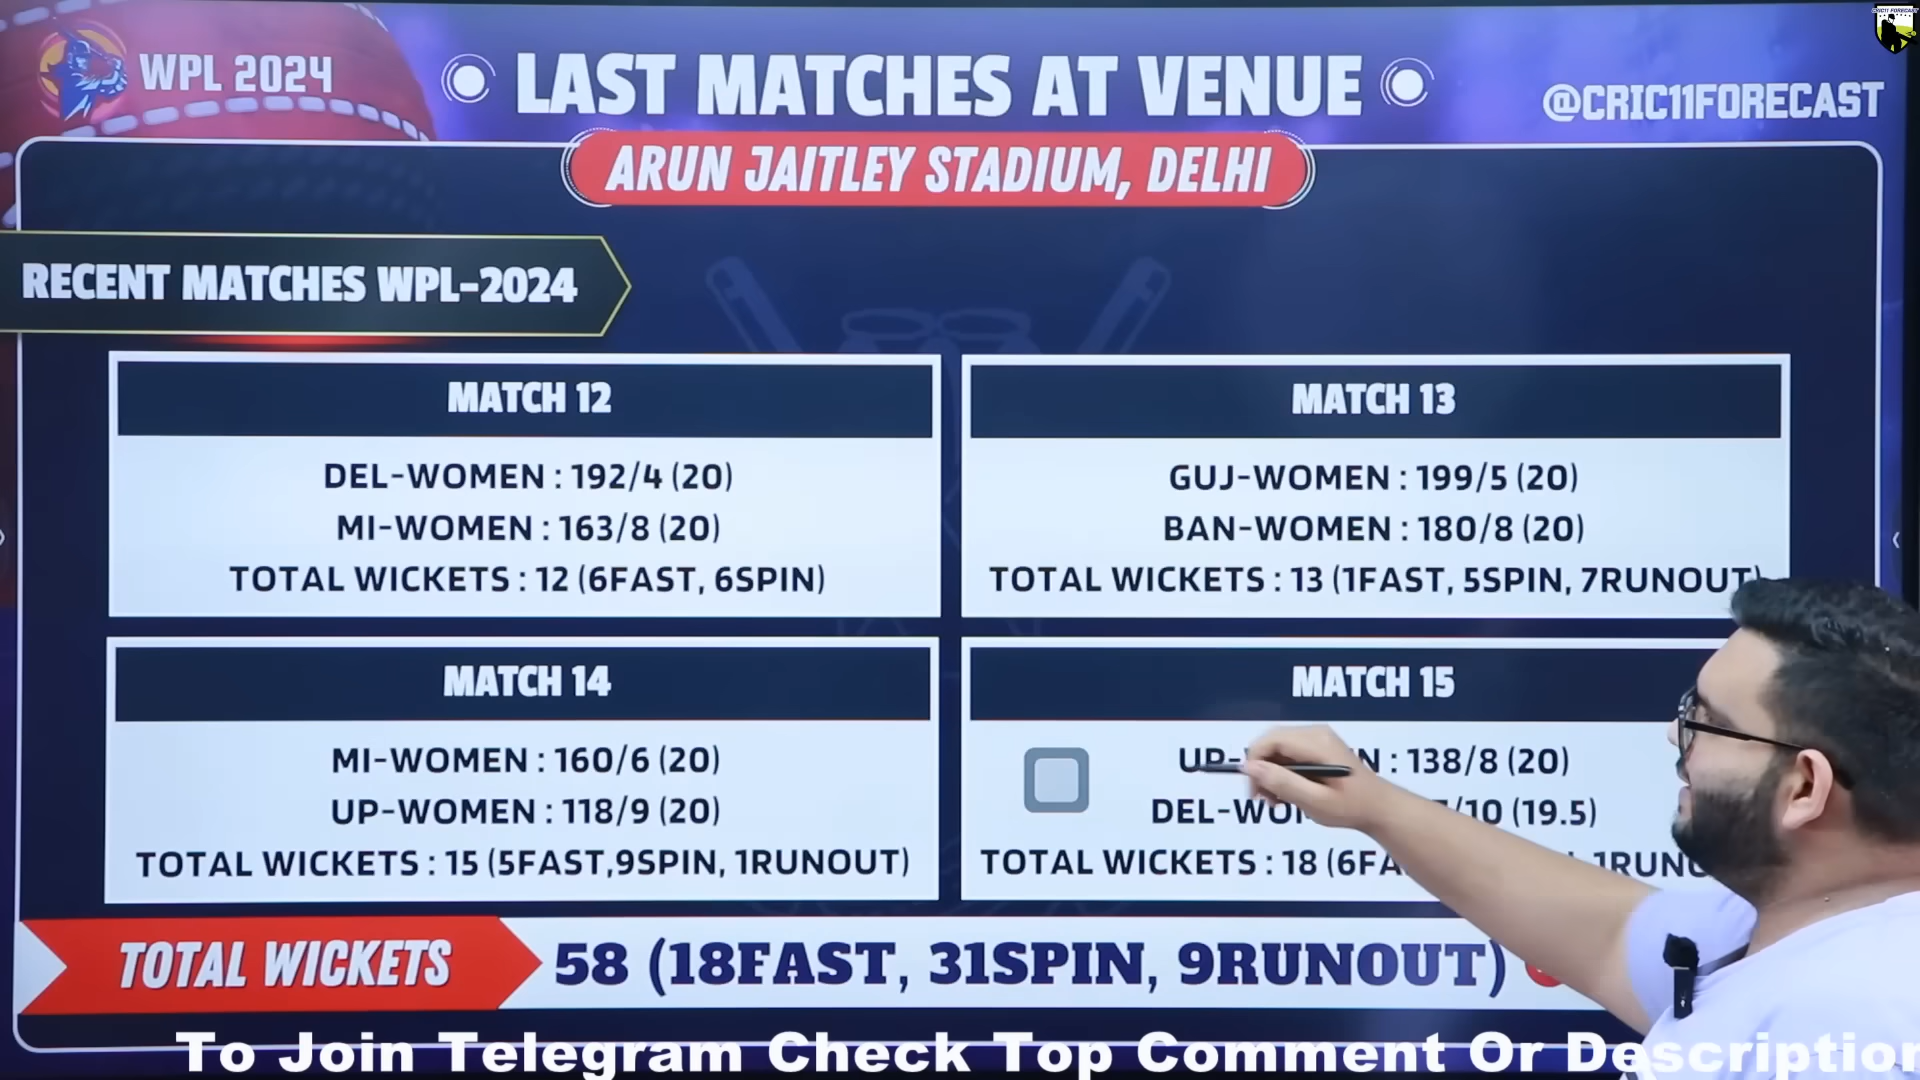 CRIC11 FORECAST
WPL 2024
LAST MATCHES AT VENUE
@CRIC11FORECAST
ARUN JAITLEY STADIUM, DELHI
RECENT MATCHES WPL-2024
MATCH 12
DEL-WOMEN : 192/4 (20)
MI-WOMEN : 163/8 (20)
TOTAL WICKETS : 12 (6FAST, 6SPIN)
MATCH 13
GUJ-WOMEN : 199/5 (20)
BAN-WOMEN : 180/8 (20)
TOTAL WICKETS : 13 (1FAST, 5SPIN, 7RUNOUT)
MATCH 14
MI-WOMEN : 160/6 (20)
UP-WOMEN : 118/9 (20)
TOTAL WICKETS : 15 (5FAST,9SPIN, 1RUNOUT)
MATCH 15
UP- : 138/8 (20)
/10 (19.5)
TOTAL WICKETS : 18
TOTAL WICKETS
58 (18FAST, 31SPIN, 9RUNOUT)
To Join Telegram Check Top Comment Or Description